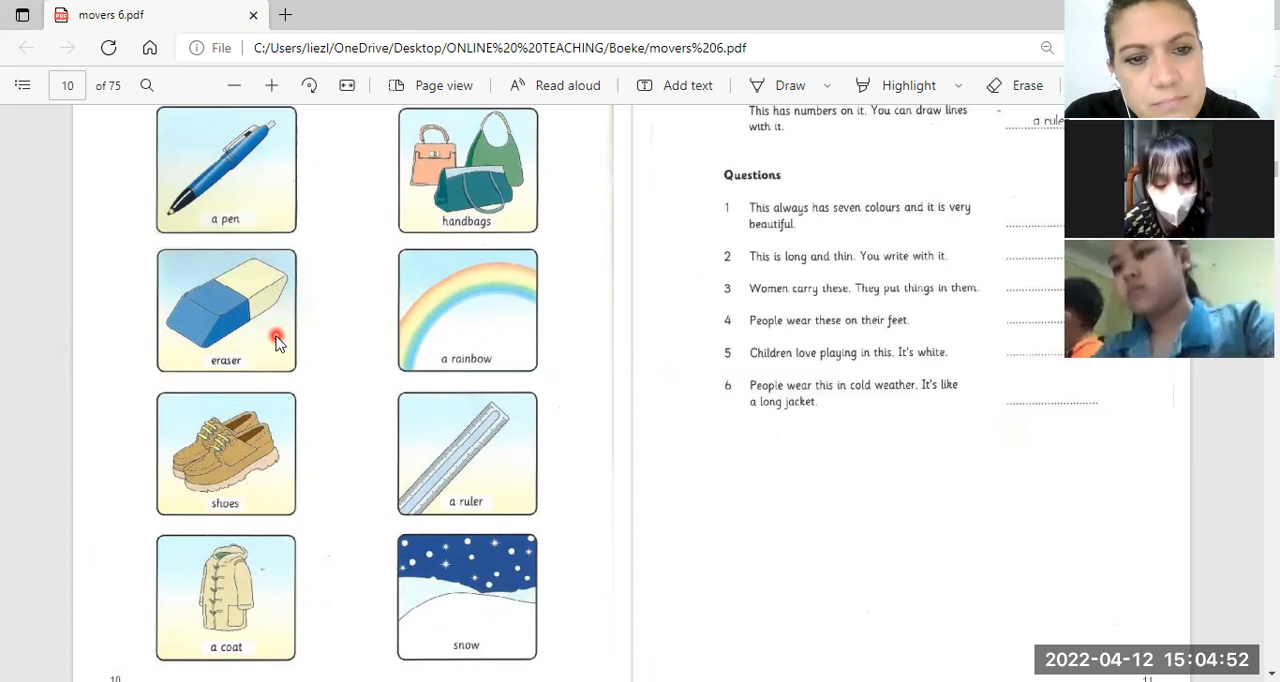 movers 6.pdf
File C:/Users/liezl/OneDrive/Desktop/ONLINE%20%20TEACHING/Boeke/movers%206.pdf
10 of 75 Page view Read aloud Add text Draw Highlight Erase
a pen
handbags
eraser
a rainbow
shoes
a ruler
a coat
snow
10
This has numbers on it. You can draw lines
with it.
a rule
Questions
1 This always has seven colours and it is very
beautiful.
2 This is long and thin. You write with it.
3 Women carry these. They put things in them.
4 People wear these on their feet.
5 Children love playing in this. It's white.
6 People wear this in cold weather. It's like
a long jacket.
11
2022-04-12 15:04:52